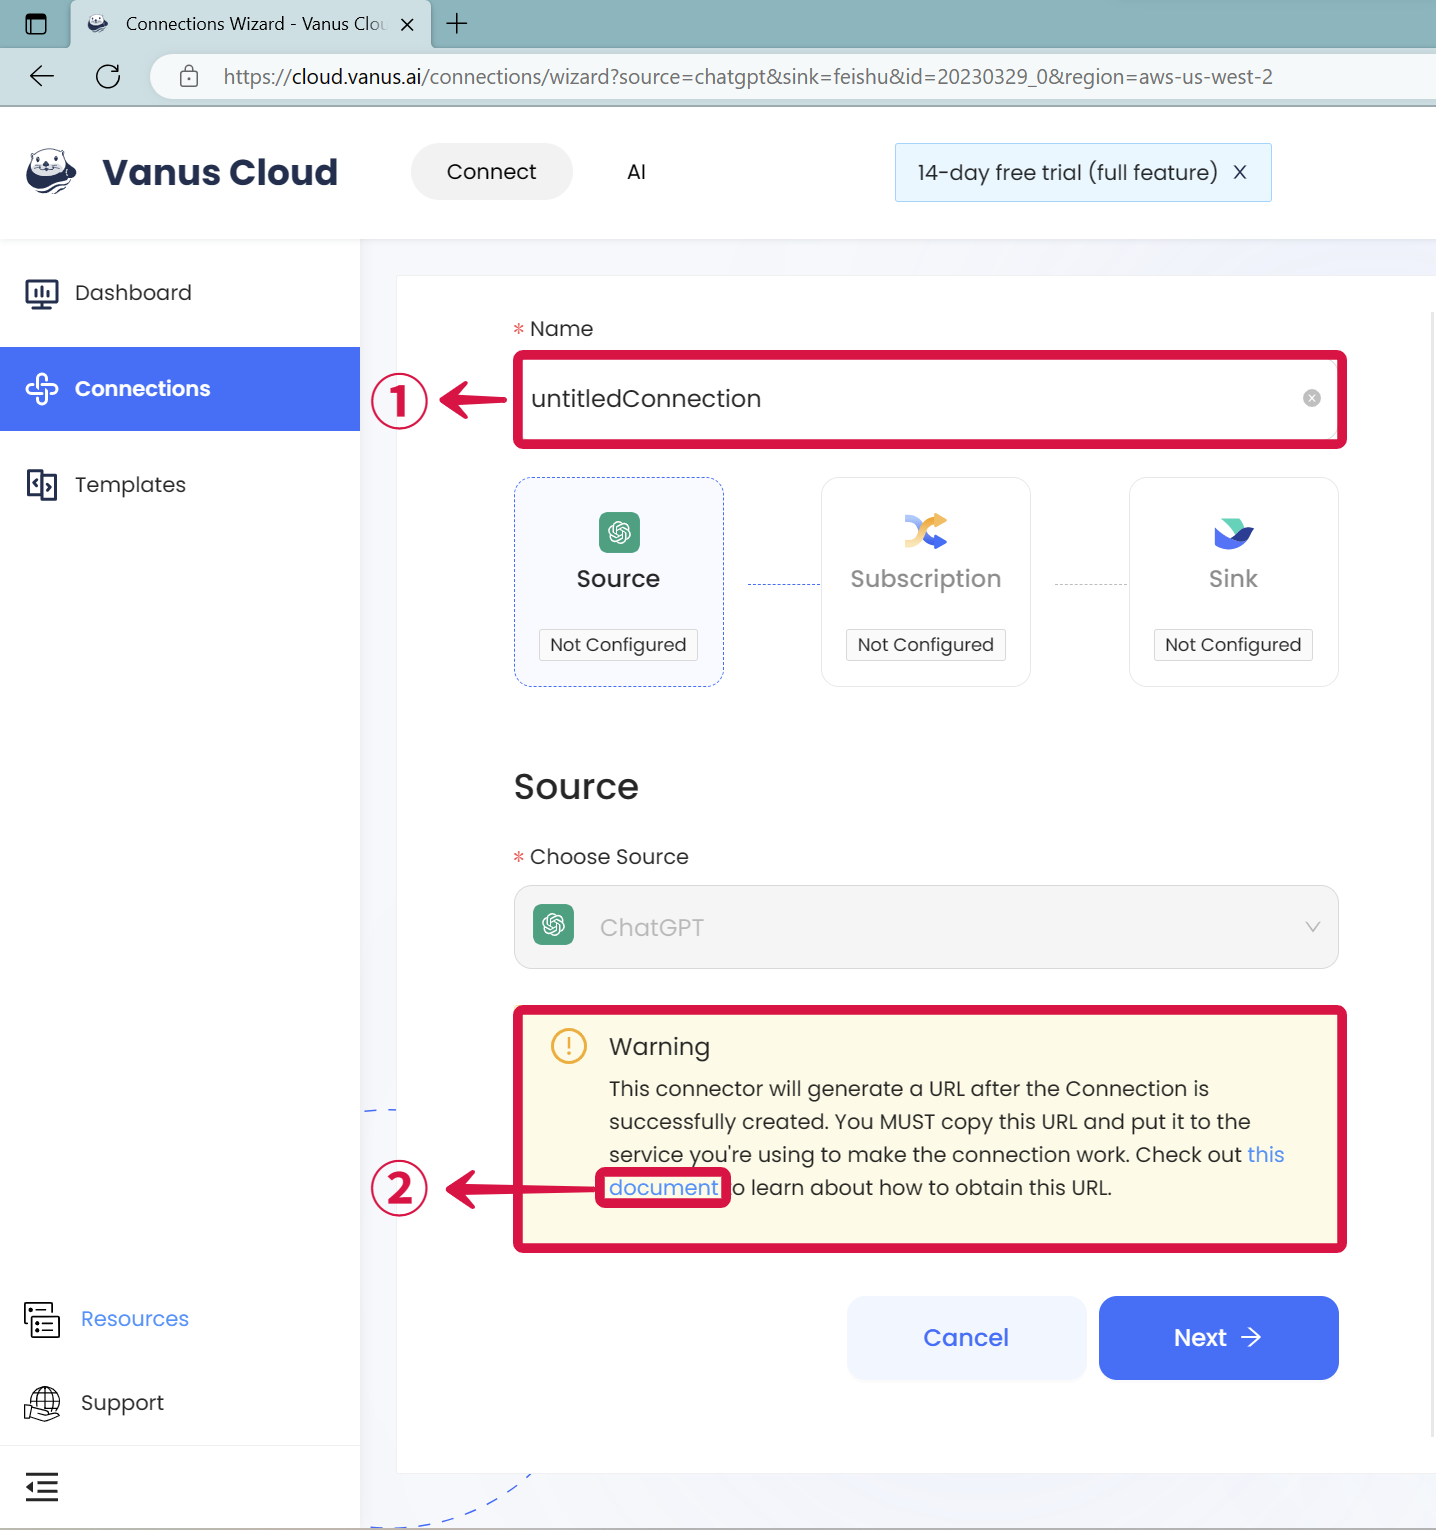 Connections Wizard - Vanus Clou
https://cloud.vanus.ai/connections/wizard?source=chatgpt&sink=feishu&id=20230329_0&region=aws-us-west-2
Vanus Cloud
Connect
AI
14-day free trial (full feature) X
Dashboard
Connections
Templates
Resources
Support
* Name
1
untitledConnection
Source
Not Configured
Subscription
Not Configured
Sink
Not Configured
Source
* Choose Source
ChatGPT
Warning
This connector will generate a URL after the Connection is
successfully created. You MUST copy this URL and put it to the
service you're using to make the connection work. Check out this
2
document o learn about how to obtain this URL.
Cancel
Next →